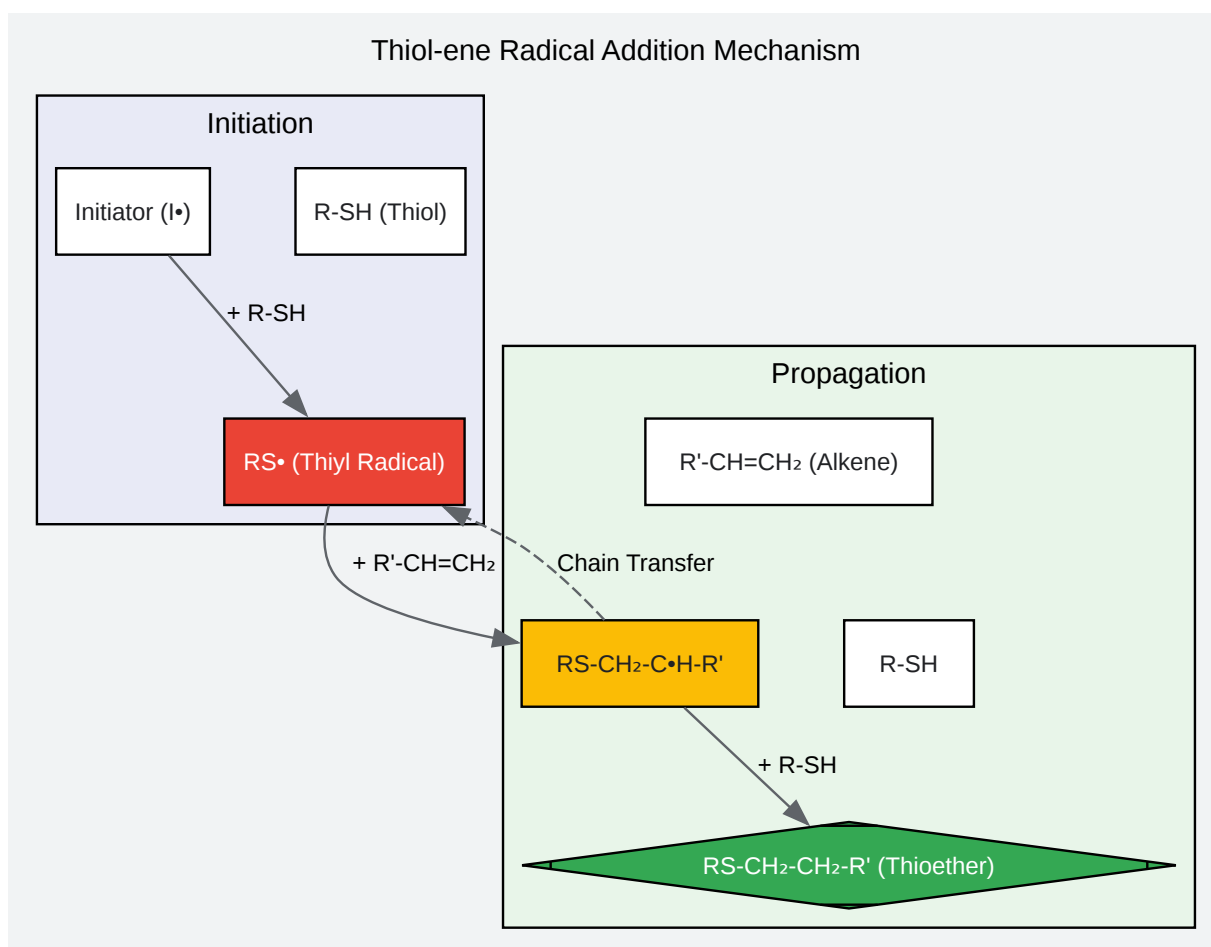 Thiol-ene Radical Addition Mechanism
Initiation
Initiator (I•)
R-SH (Thiol)
+ R-SH
RS• (Thiyl Radical)
Propagation
R'-CH=CH₂ (Alkene)
+ R'-CH=CH₂
Chain Transfer
RS-CH₂-C•H-R'
R-SH
+ R-SH
RS-CH₂-CH₂-R' (Thioether)